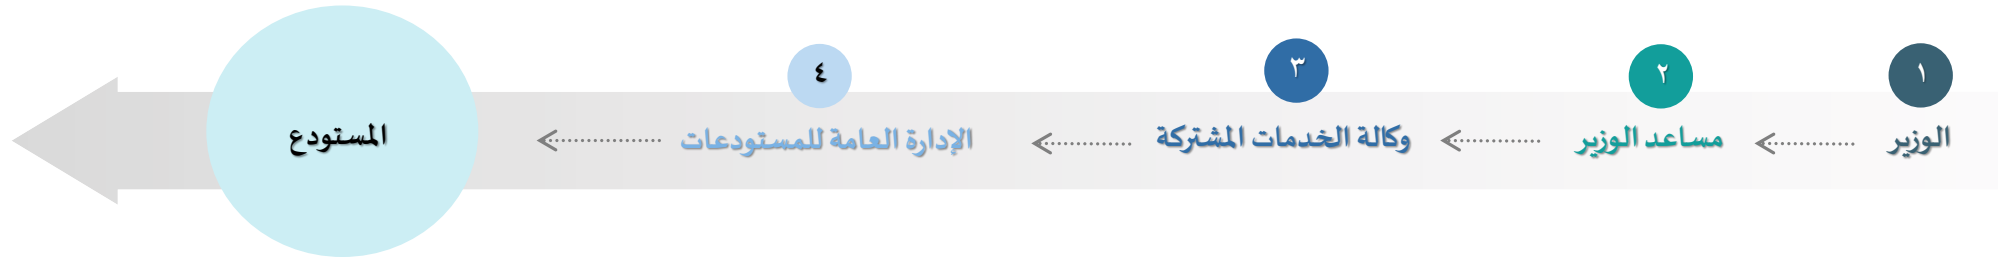 ١
الوزير
٢
مساعد الوزير
٣
وكالة الخدمات المشتركة
٤
الإدارة العامة للمستودعات
المستودع